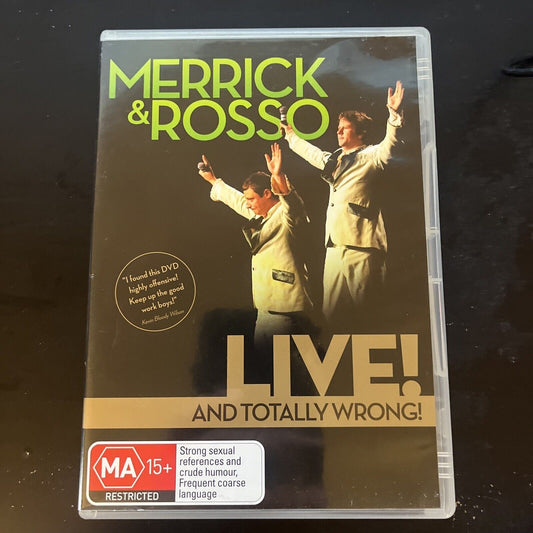 MERRICK
&ROSSO
"I found this DVD
highly offensive!
Keep up the good
work boys!"
Kevin Bloody Wilson
LIVE!
AND TOTALLY WRONG!
MA 15+
RESTRICTED
Strong sexual
references and
crude humour,
Frequent coarse
language